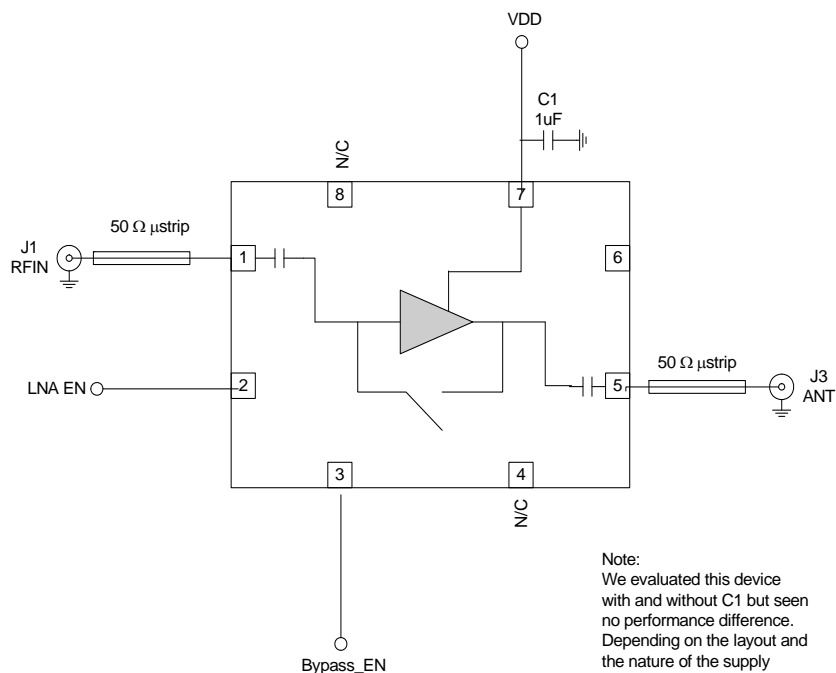 VDD
C1
1uF
N/C
8
7
50 Ω μstrip
J1
RFIN
1
6
50 Ω μstrip
LNA EN
2
5
J3
ANT
3
4
N/C
Note:
We evaluated this device
with and without C1 but seen
no performance difference.
Depending on the layout and
the nature of the supply
Bypass_EN